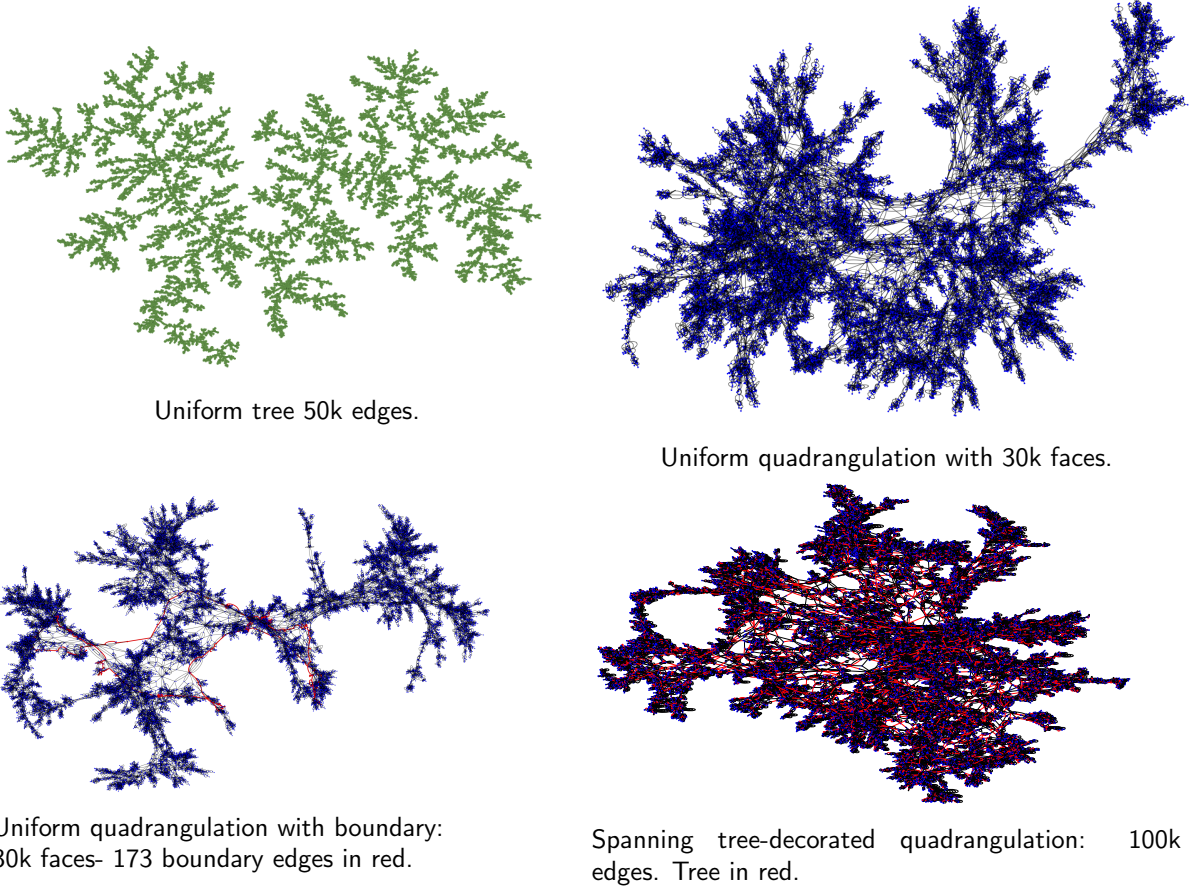 Uniform tree 50k edges.
Uniform quadrangulation with 30k faces.
Uniform quadrangulation with boundary:
30k faces- 173 boundary edges in red.
Spanning tree-decorated quadrangulation: 100k
edges. Tree in red.